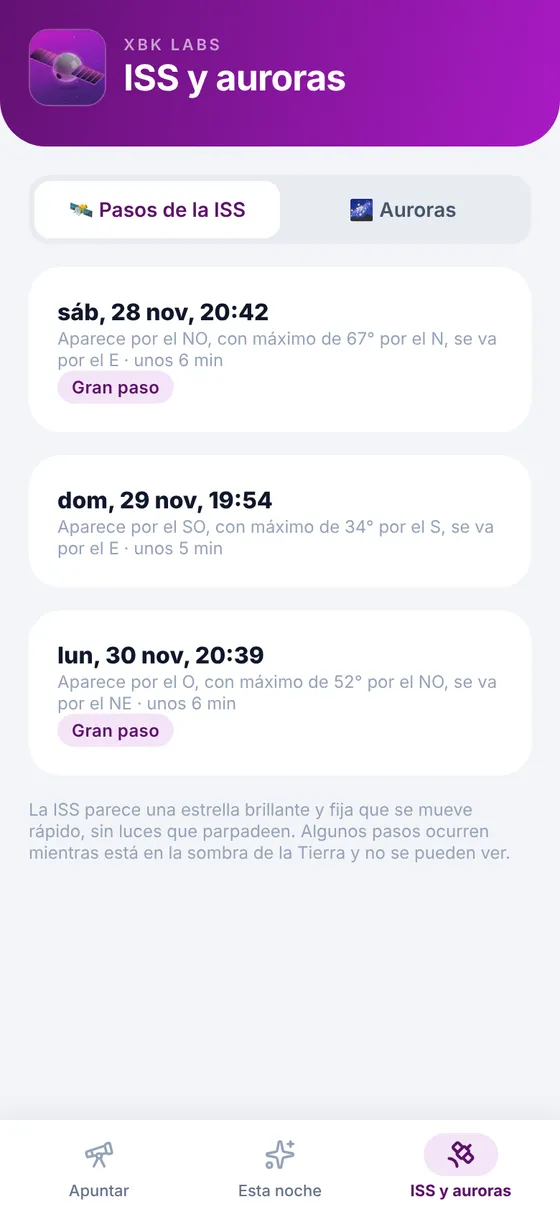 XBK LABS
ISS y auroras
Pasos de la ISS
Auroras
sáb, 28 nov, 20:42
Aparece por el NO, con máximo de 67° por el N, se va
por el E · unos 6 min
Gran paso
dom, 29 nov, 19:54
Aparece por el SO, con máximo de 34° por el S, se va
por el E · unos 5 min
lun, 30 nov, 20:39
Aparece por el O, con máximo de 52° por el NO, se va
por el NE · unos 6 min
Gran paso
La ISS parece una estrella brillante y fija que se mueve
rápido, sin luces que parpadeen. Algunos pasos ocurren
mientras está en la sombra de la Tierra y no se pueden ver.
Apuntar
Esta noche
ISS y auroras